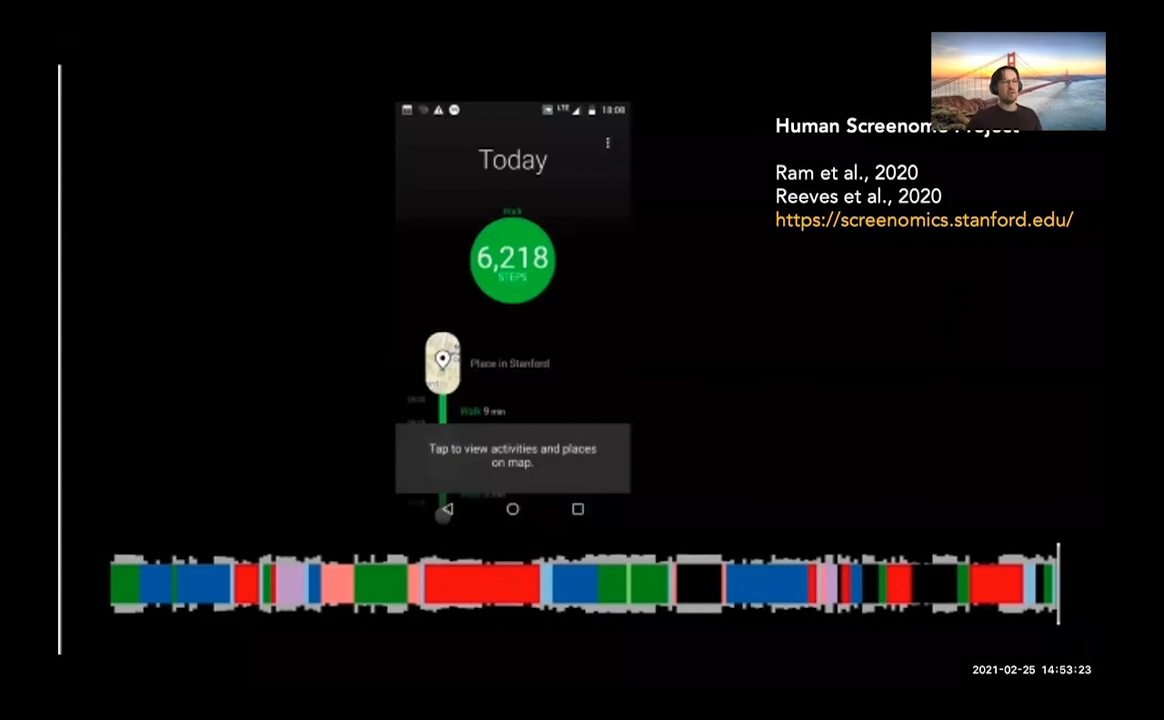 LTE 18:08
Today
Walk
6,218
STEPS
Place in Stanford
Walk 9 min
Tap to view activities and places
on map.
Human Screenome Project
Ram et al., 2020
Reeves et al., 2020
https://screenomics.stanford.edu/
2021-02-25 14:53:23